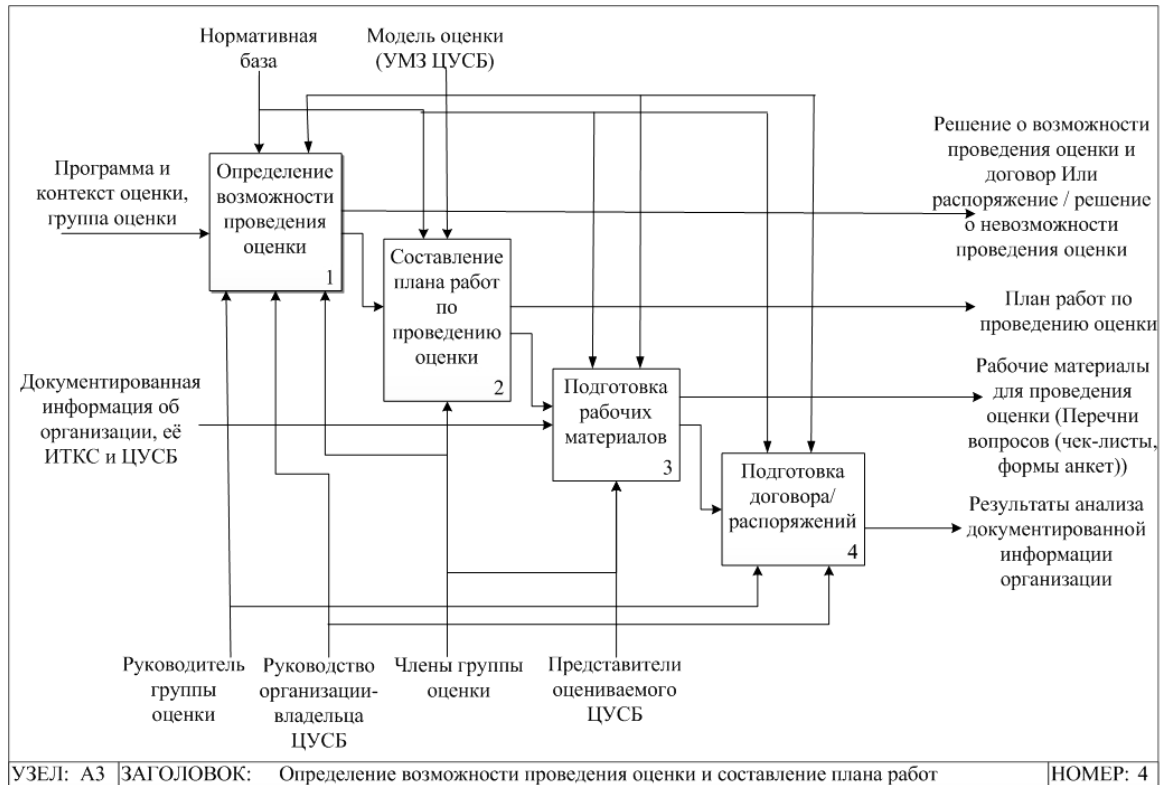 Нормативная
база
Модель оценки
(УМЗ ЦУСБ)
Программа и
контекст оценки,
группа оценки
Определение
возможности
проведения
оценки
1
Решение о возможности
проведения оценки и
договор Или
распоряжение / решение
о невозможности
проведения оценки
Составление
плана работ
по
проведению
оценки
2
План работ по
проведению оценки
Документированная
информация об
организации, её
ИТКС и ЦУСБ
Подготовка
рабочих
материалов
3
Рабочие материалы
для проведения
оценки (Перечни
вопросов (чек-листы,
формы анкет))
Подготовка
договора/
распоряжений
4
Результаты анализа
документированной
информации
организации
Руководитель
группы
оценки
Руководство
организации-
владельца
ЦУСБ
Члены группы
оценки
Представители
оцениваемого
ЦУСБ
УЗЕЛ: А3 ЗАГОЛОВОК: Определение возможности проведения оценки и составление плана работ НОМЕР: 4